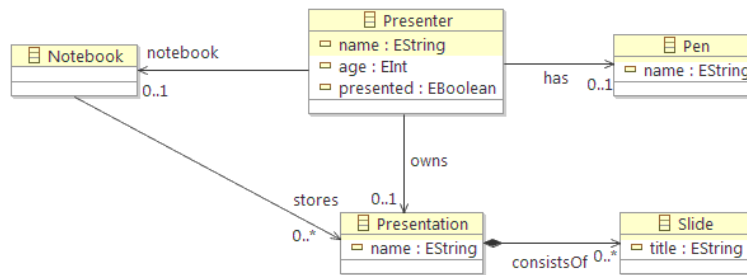 Presenter
name : EString
age : EInt
presented : EBoolean
Notebook
notebook
0..1
Pen
name : EString
has
0..1
owns
0..1
stores
0..*
Presentation
name : EString
consistsOf
0..*
Slide
title : EString